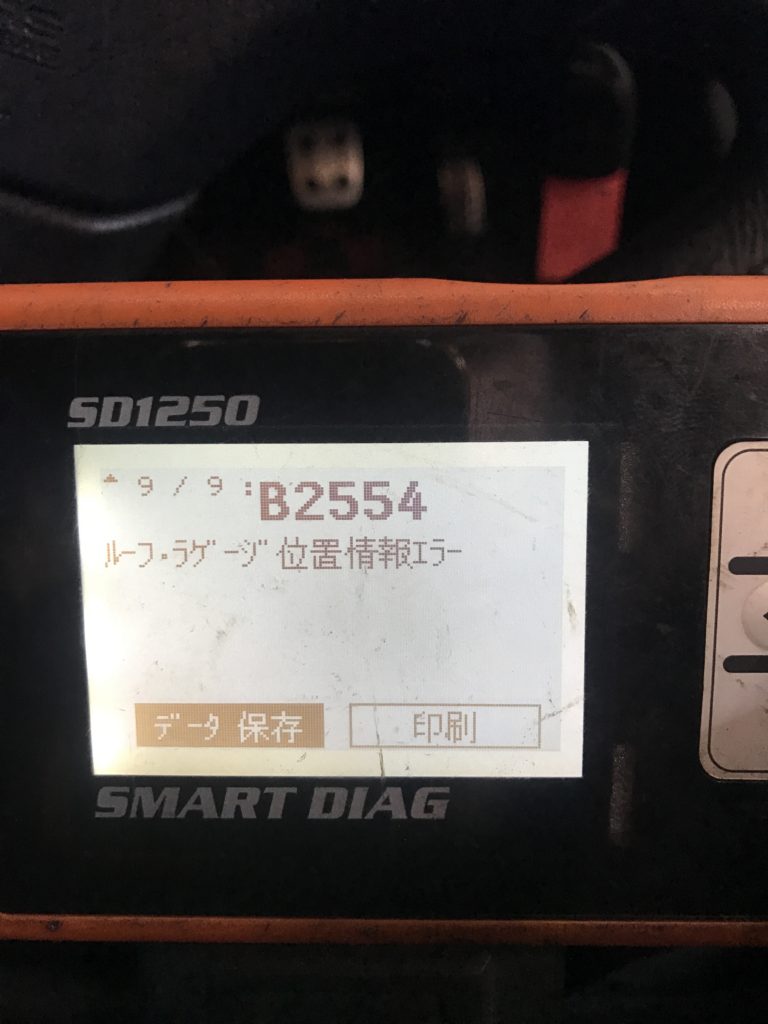 SD1250
9 / 9 :B2554
ﾙｰﾌ・ﾗｹﾞｰｼﾞ位置情報ｴﾗｰ
ﾃﾞｰﾀ 保存 印刷
SMART DIAG